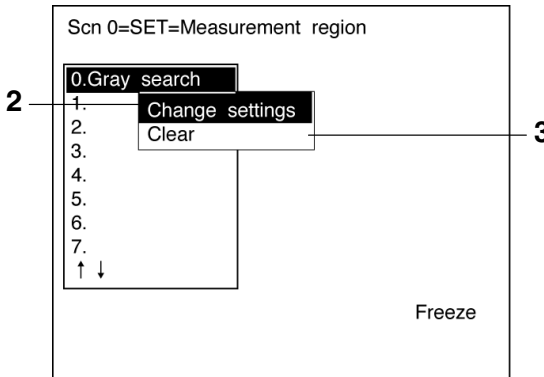 Scn 0=SET=Measurement region
0.Gray search
2
1.
Change settings
2.
Clear
3
3.
4.
5.
6.
7.
↑ ↓
Freeze